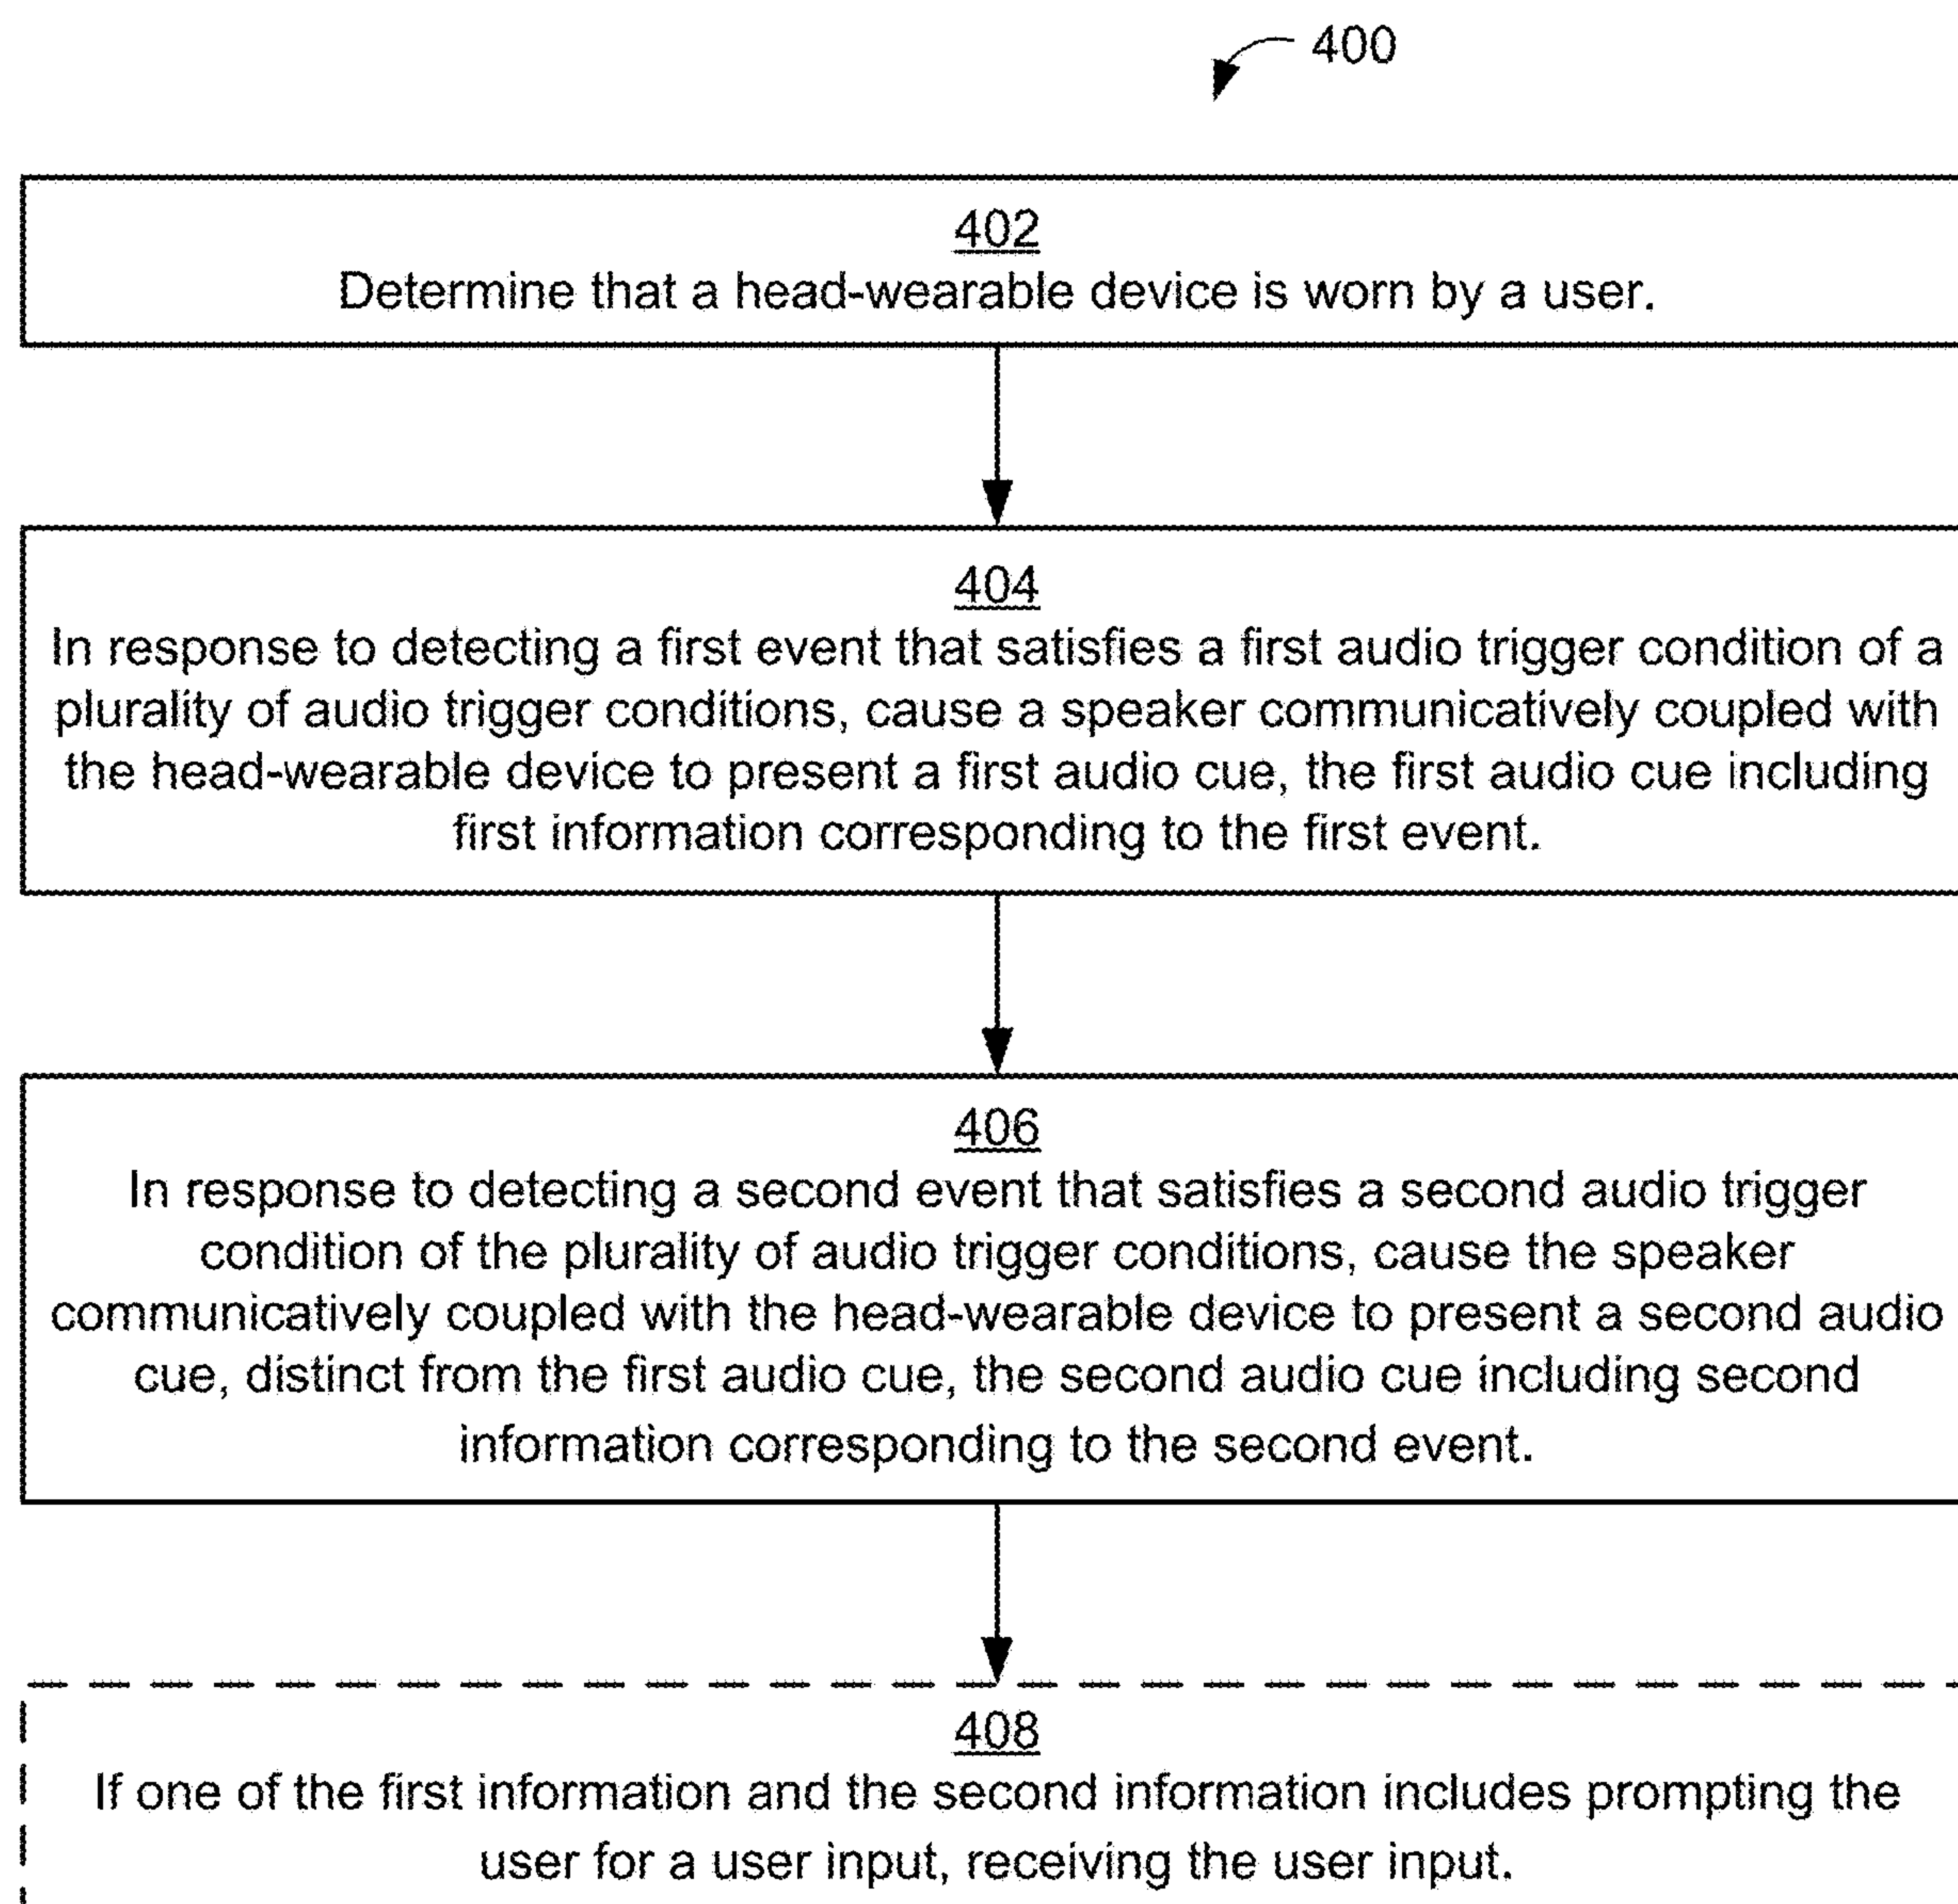 400
402
Determine that a head-wearable device is worn by a user.
404
In response to detecting a first event that satisfies a first audio trigger condition of a
plurality of audio trigger conditions, cause a speaker communicatively coupled with
the head-wearable device to present a first audio cue, the first audio cue including
first information corresponding to the first event.
406
In response to detecting a second event that satisfies a second audio trigger
condition of the plurality of audio trigger conditions, cause the speaker
communicatively coupled with the head-wearable device to present a second audio
cue, distinct from the first audio cue, the second audio cue including second
information corresponding to the second event.
408
If one of the first information and the second information includes prompting the
user for a user input, receiving the user input.